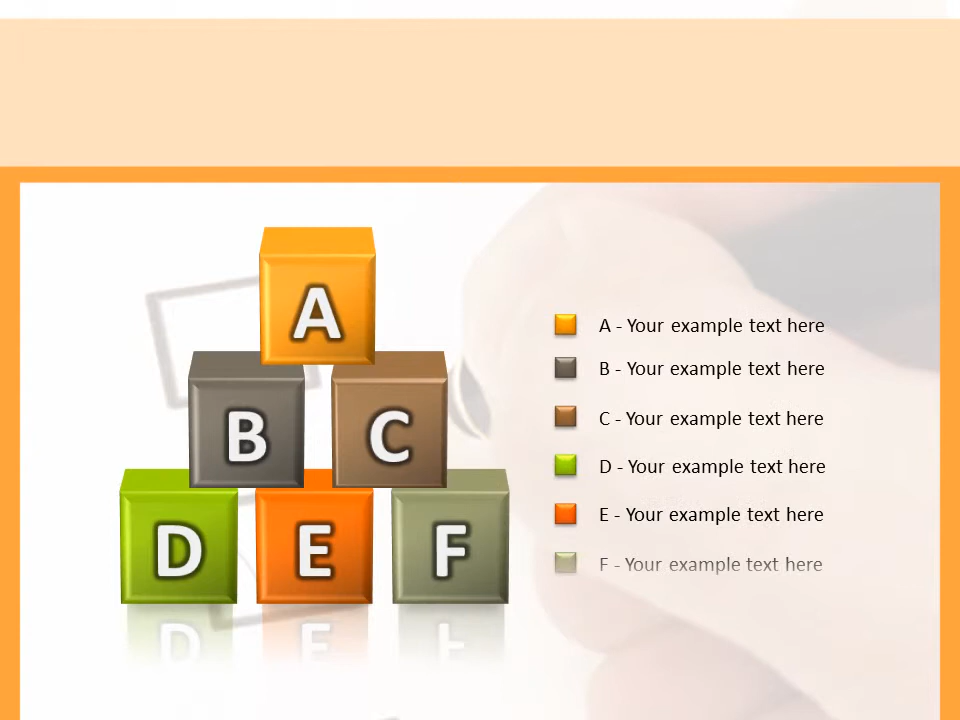 A
B C
D E F
A - Your example text here
B - Your example text here
C - Your example text here
D - Your example text here
E - Your example text here
F - Your example text here